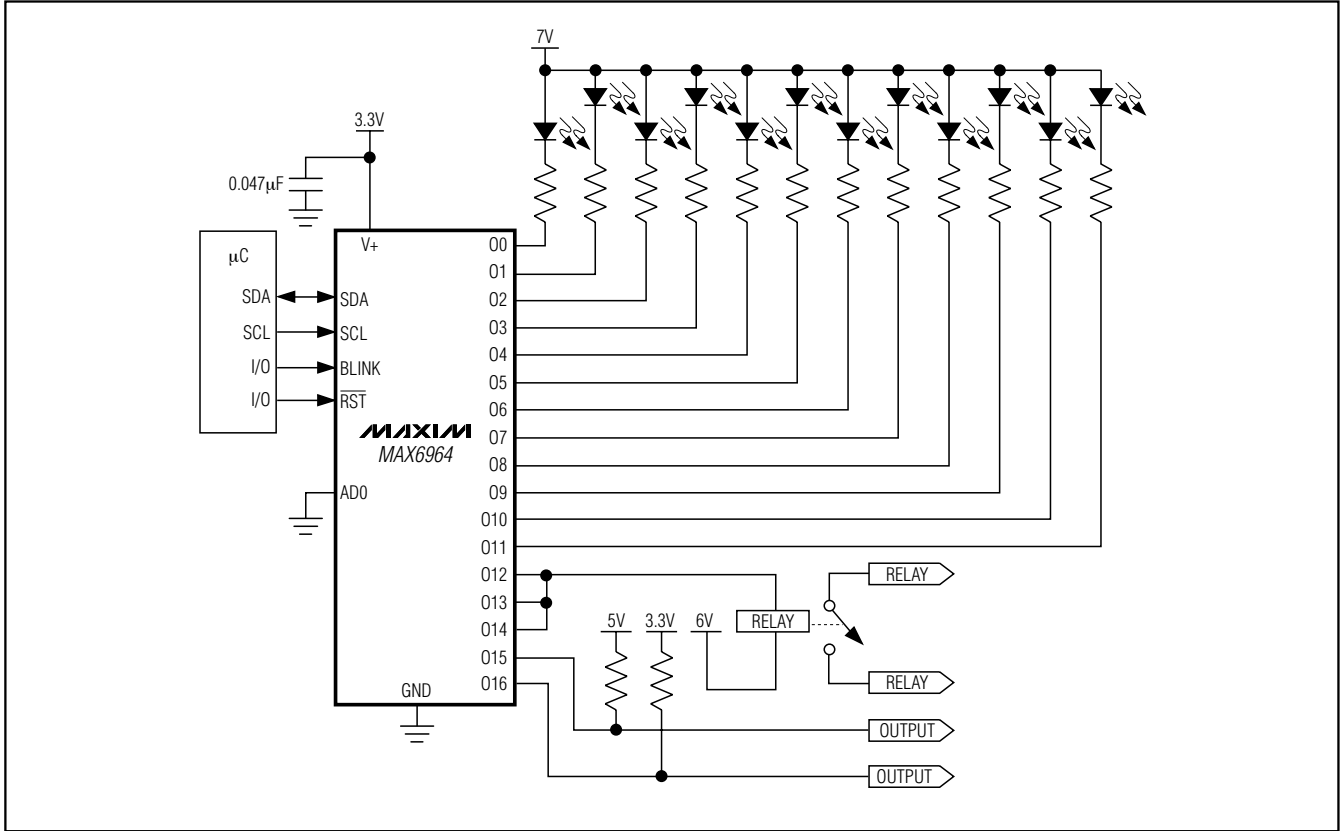 7V
3.3V
0.047μF
μC
SDA
SCL
I/O
I/O
V+
SDA
SCL
BLINK
RST
AD0
GND
MAXIM
MAX6964
O0
O1
O2
O3
O4
O5
O6
O7
O8
O9
O10
O11
O12
O13
O14
O15
O16
5V 3.3V 6V
RELAY
RELAY
RELAY
OUTPUT
OUTPUT